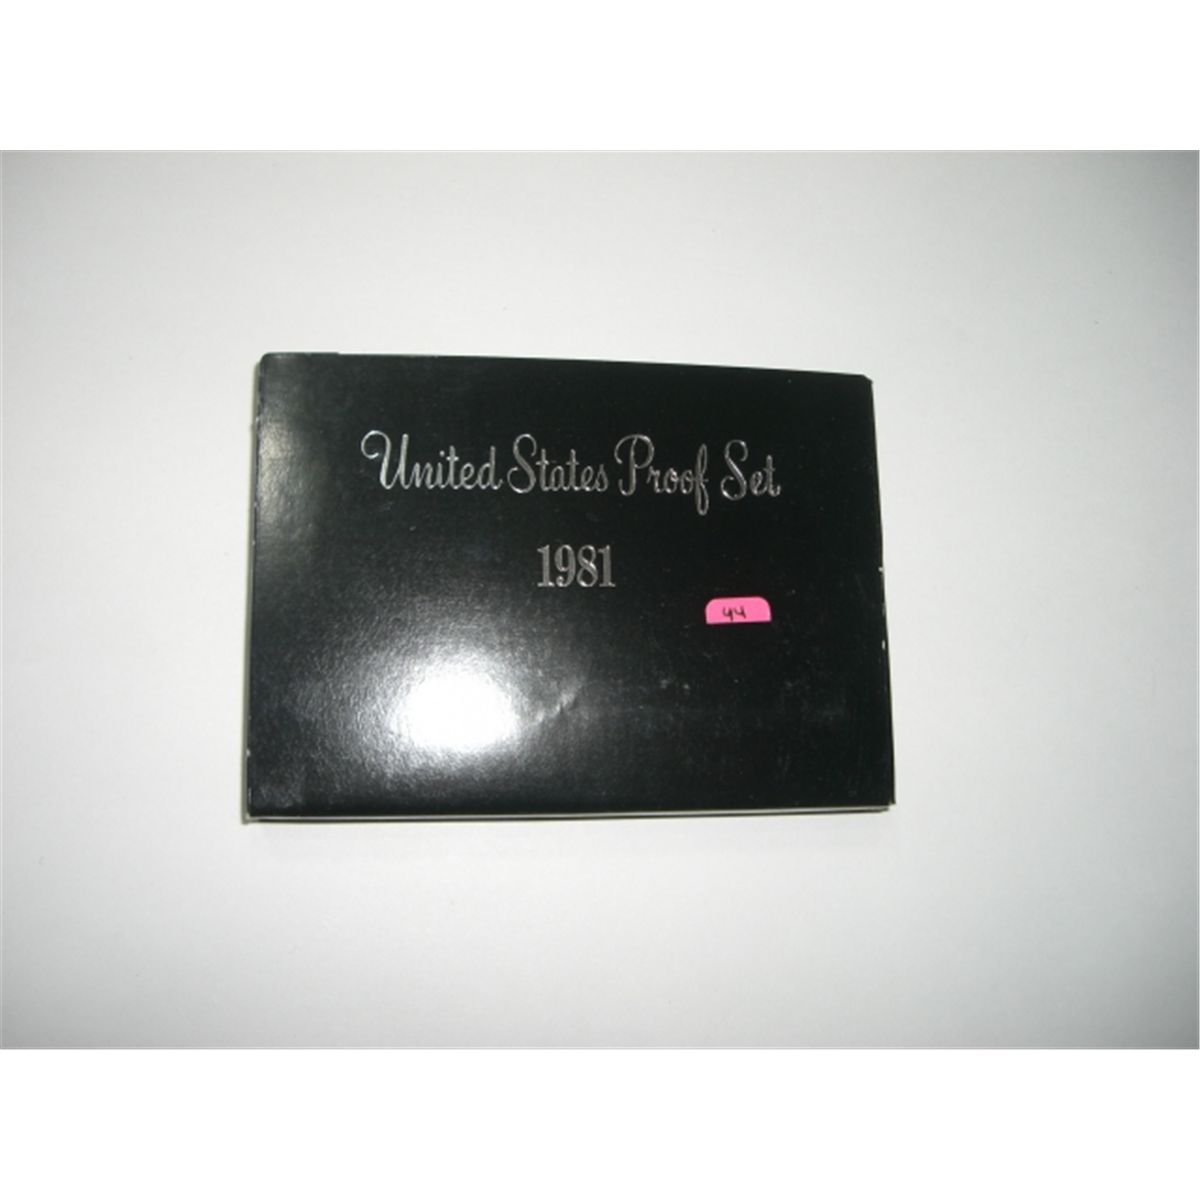 United States Proof Set
1981
44